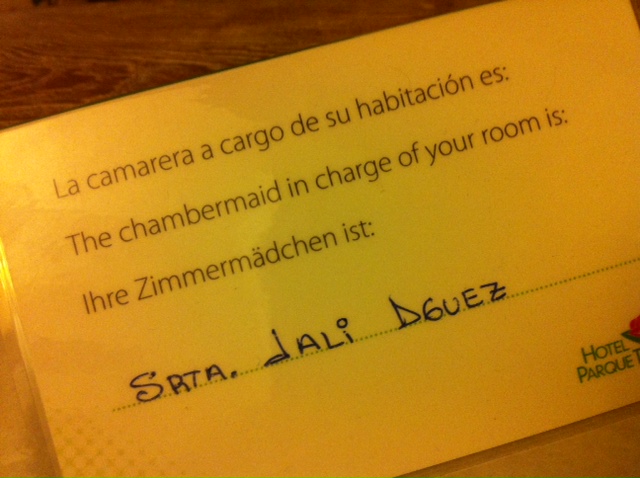 La camarera a cargo de su habitación es:
The chambermaid in charge of your room is:
Ihre Zimmermädchen ist:
SRTA. JALI DGUEZ
HOTEL
PARQUE